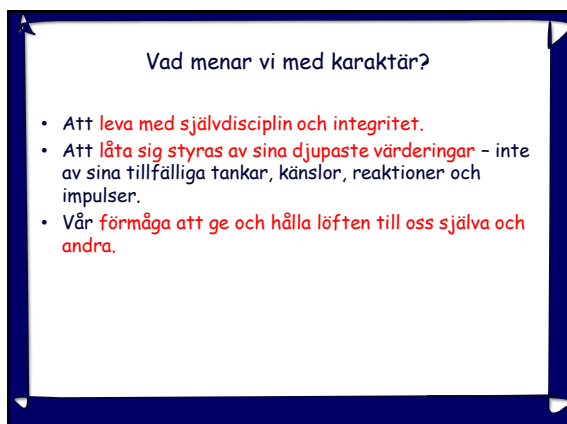 Vad menar vi med karaktär?
• Att leva med självdisciplin och integritet.
• Att låta sig styras av sina djupaste värderingar – inte
av sina tillfälliga tankar, känslor, reaktioner och
impulser.
• Vår förmåga att ge och hålla löften till oss själva och
andra.